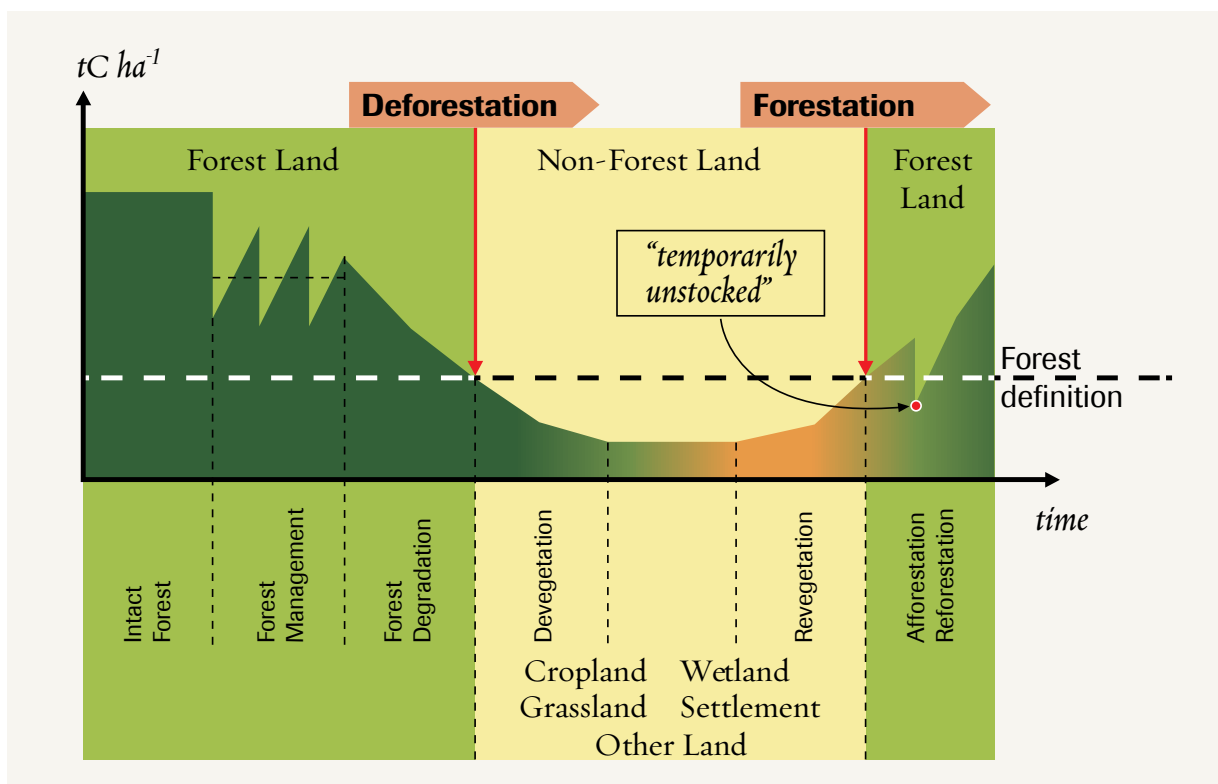 tC ha⁻¹
Deforestation
Forestation
Forest Land
Non-Forest Land
Forest
Land
“temporarily
unstocked”
Forest
definition
time
Intact
Forest
Forest
Management
Forest
Degradation
Devegetation
Revegetation
Afforestation
Reforestation
Cropland Wetland
Grassland Settlement
Other Land